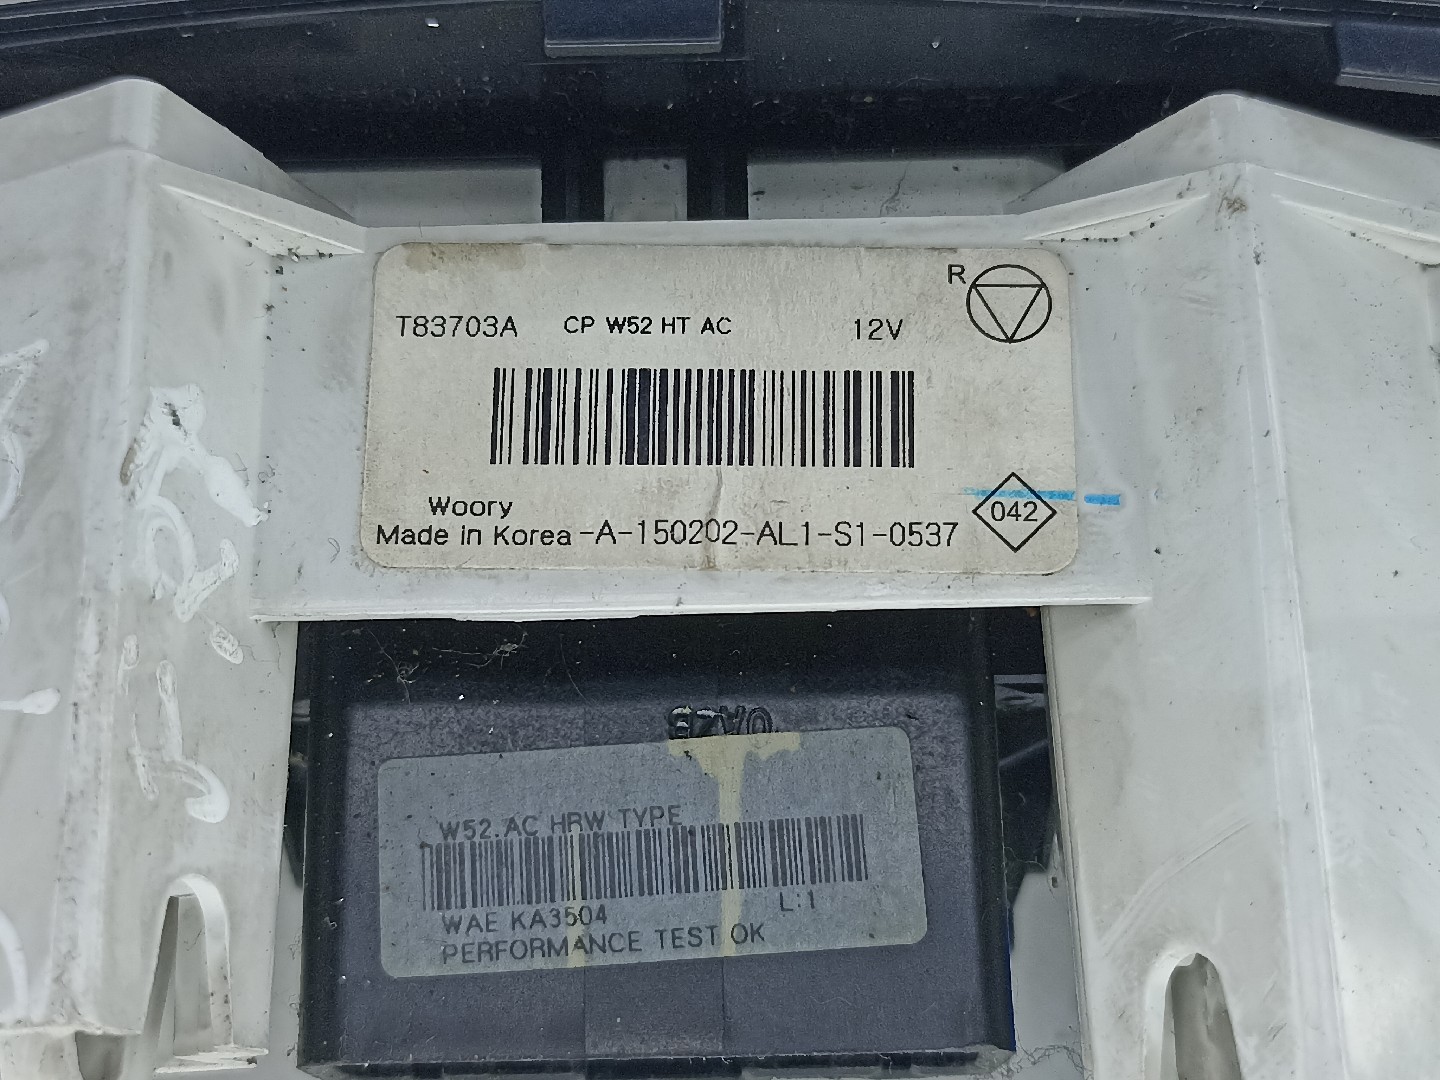 R
T83703A CP W52 HT AC 12V
Woory
Made in Korea -A-150202-AL1-S1-0537
042
W52.AC HRW TYPE
WAE KA3504 L:1
PERFORMANCE TEST OK